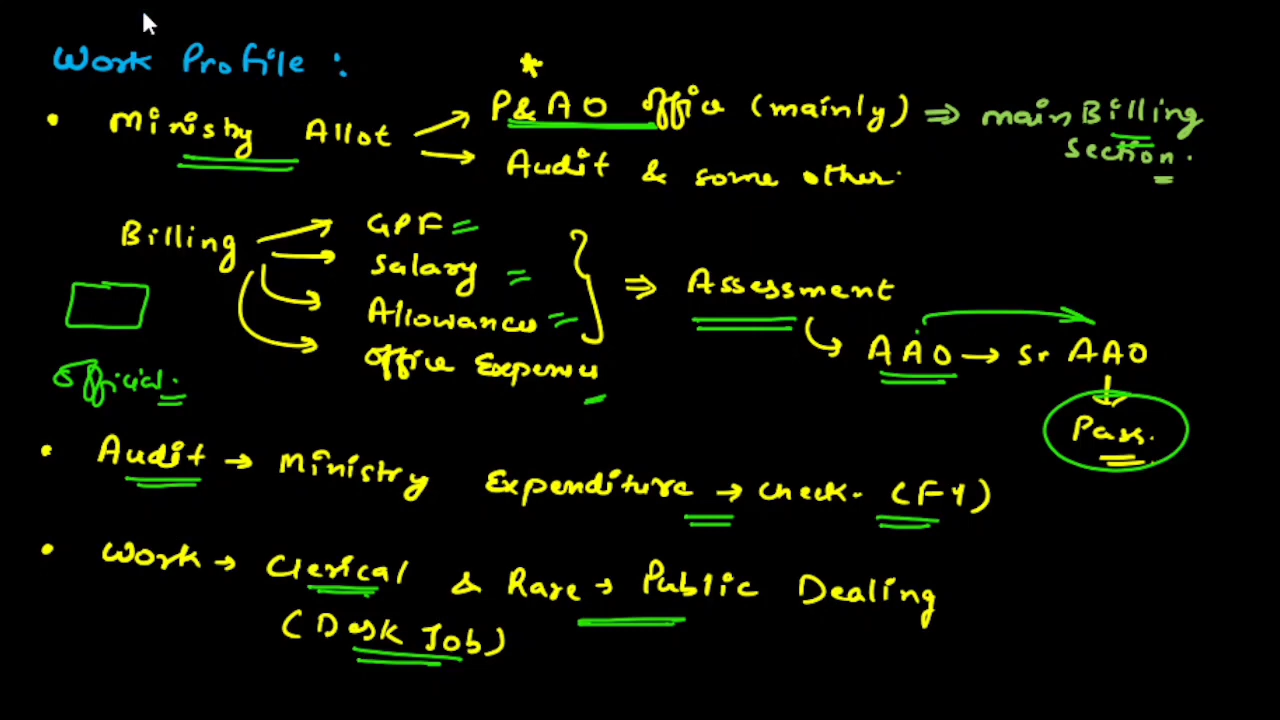 Work Profile :
• Ministry Allot → P&AO office (mainly) ⇒ main Billing section.
→ Audit & some other.
Billing → GPF
→ Salary
→ Allowances
→ office Expenses
⇒ Assessment
AAO → Sr AAO
Pass.
Official.
• Audit → Ministry Expenditure → check. (FY)
• Work → Clerical & Rare → Public Dealing
(Desk Job)